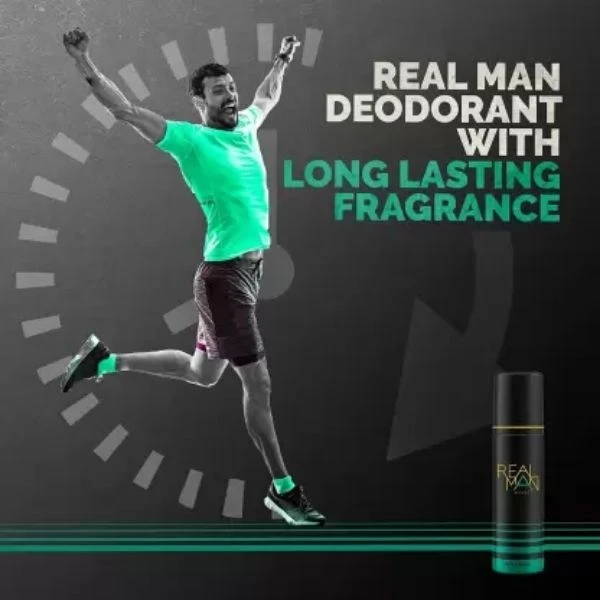 REAL MAN
DEODORANT
WITH
LONG LASTING
FRAGRANCE
REAL
MAN